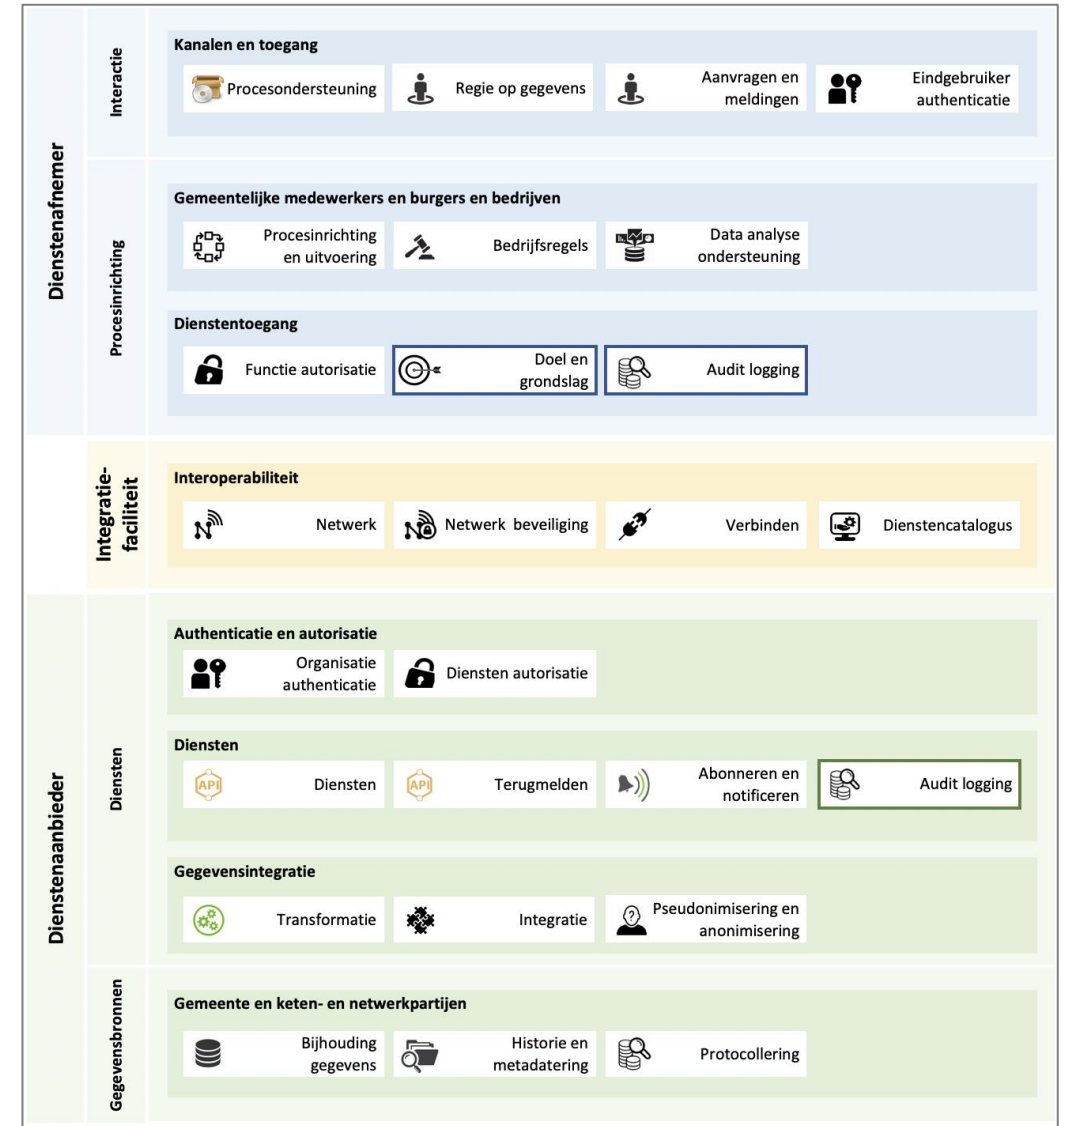 Dienstenafnemer
Interactie
Kanalen en toegang
Procesondersteuning
Regie op gegevens
Aanvragen en
meldingen
Eindgebruiker
authenticatie
Procesinrichting
Gemeentelijke medewerkers en burgers en bedrijven
Procesinrichting
en uitvoering
Bedrijfsregels
Data analyse
ondersteuning
Dienstentoegang
Functie autorisatie
Doel en
grondslag
Audit logging
Integratie-
faciliteit
Interoperabiliteit
Netwerk
Netwerk beveiliging
Verbinden
Dienstencatalogus
Dienstenaanbieder
Diensten
Authenticatie en autorisatie
Organisatie
authenticatie
Diensten autorisatie
Diensten
API
Diensten
API
Terugmelden
Abonneren en
notificeren
Audit logging
Gegevensintegratie
Transformatie
Integratie
Pseudonimisering en
anonimisering
Gegevensbronnen
Gemeente en keten- en netwerkpartijen
Bijhouding
gegevens
Historie en
metadatering
Protocollering